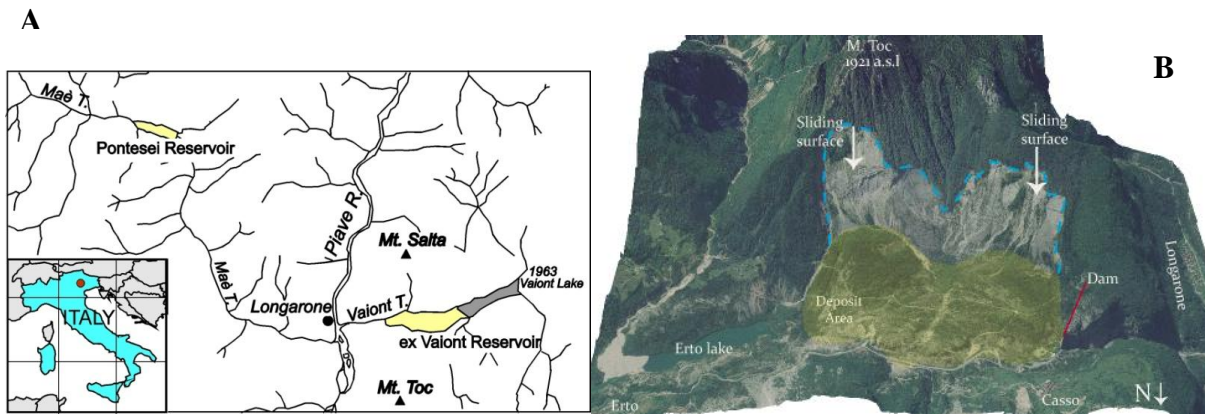 A
Maè T.
Pontesei Reservoir
Piave R.
Mt. Salta
1963
Vaiont Lake
Maè T.
Longarone
Vaiont T.
ex Vaiont Reservoir
Mt. Toc
ITALY
B
M. Toc
1921 a.s.l
Sliding
surface
Sliding
surface
Longarone
Dam
Deposit
Area
Erto lake
Erto
Casso
N